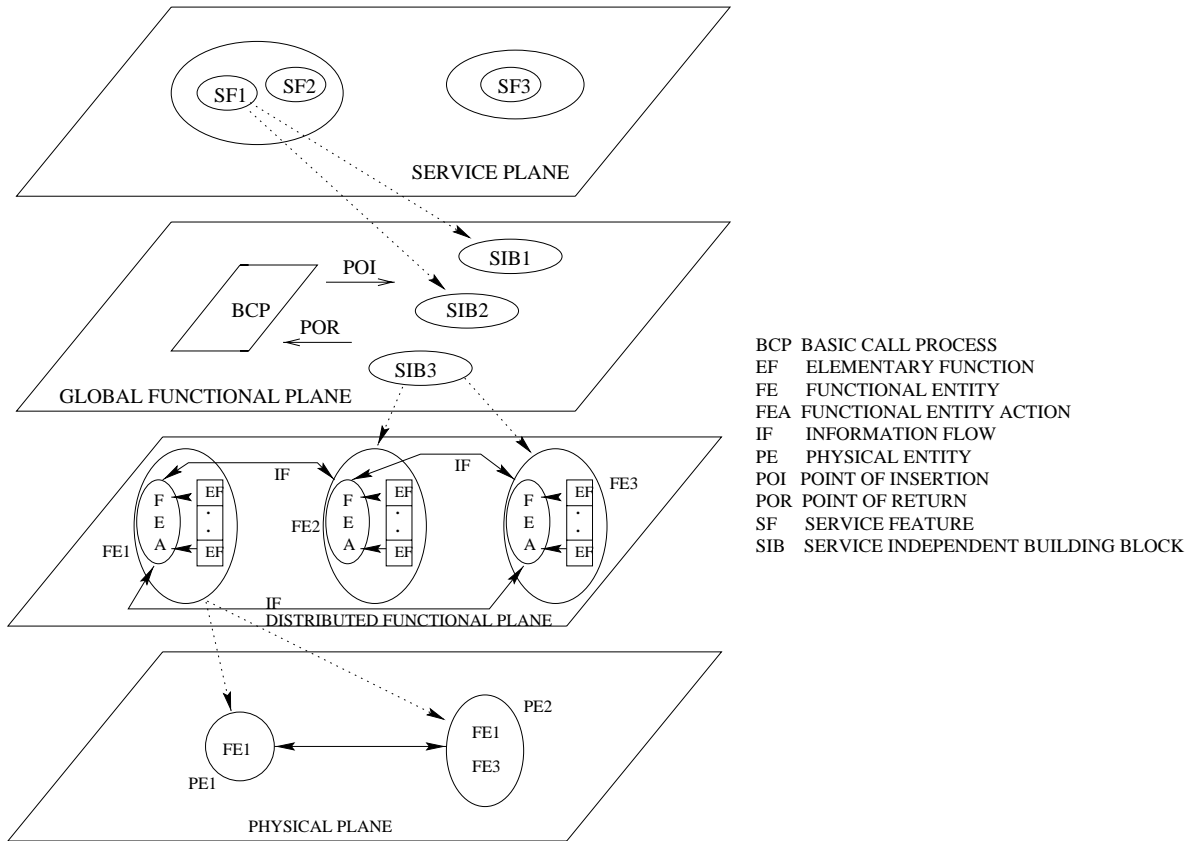 SF1
SF2
SF3
SERVICE PLANE
SIB1
POI
BCP
SIB2
POR
SIB3
GLOBAL FUNCTIONAL PLANE
IF
IF
F
E
A
EF
.
.
EF
FE1
F
E
A
EF
.
.
EF
FE2
F
E
A
EF
.
.
EF
FE3
IF
DISTRIBUTED FUNCTIONAL PLANE
FE1
PE1
PE2
FE1
FE3
PHYSICAL PLANE
BCP BASIC CALL PROCESS
EF ELEMENTARY FUNCTION
FE FUNCTIONAL ENTITY
FEA FUNCTIONAL ENTITY ACTION
IF INFORMATION FLOW
PE PHYSICAL ENTITY
POI POINT OF INSERTION
POR POINT OF RETURN
SF SERVICE FEATURE
SIB SERVICE INDEPENDENT BUILDING BLOCK